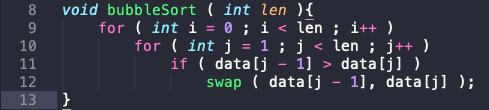 8 void bubbleSort ( int len ){
9 for ( int i = 0 ; i < len ; i++ )
10 for ( int j = 1 ; j < len ; j++ )
11 if ( data[j - 1] > data[j] )
12 swap ( data[j - 1], data[j] );
13 }